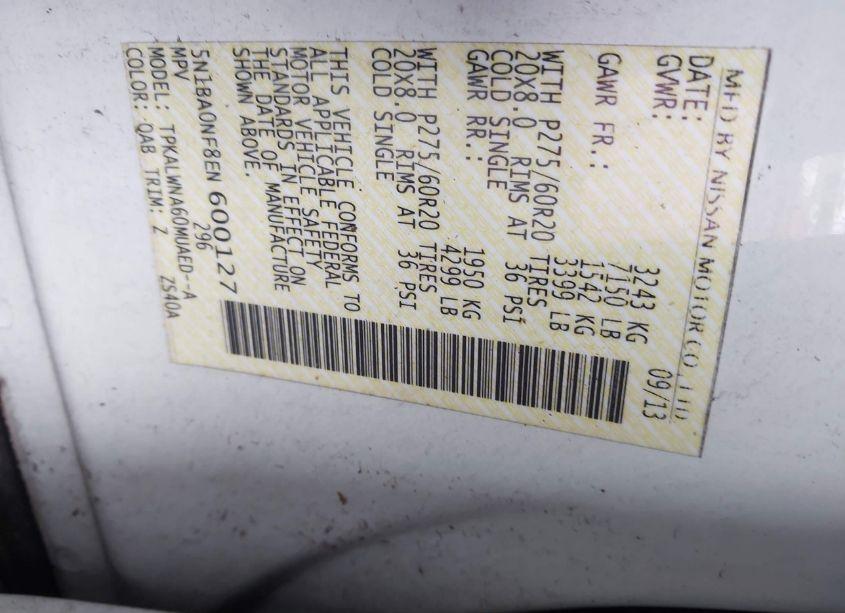 MFD BY NISSAN MOTOR CO., LTD
DATE: 09/13
GVWR: 3243 KG
7150 LB
GAWR FR.: 1542 KG
3399 LB
WITH P275/60R20 TIRES
20X8.0 RIMS AT 36 PSI
COLD SINGLE
GAWR RR.: 1950 KG
4299 LB
WITH P275/60R20 TIRES
20X8.0 RIMS AT 36 PSI
COLD SINGLE
THIS VEHICLE CONFORMS TO
ALL APPLICABLE FEDERAL
MOTOR VEHICLE SAFETY
STANDARDS IN EFFECT ON
THE DATE OF MANUFACTURE
SHOWN ABOVE.
5N1BA0NF8EN600127
MPV 296
MODEL: TPKALWNA60MUAED--A
COLOR: QAB TRIM: Z ZS40A